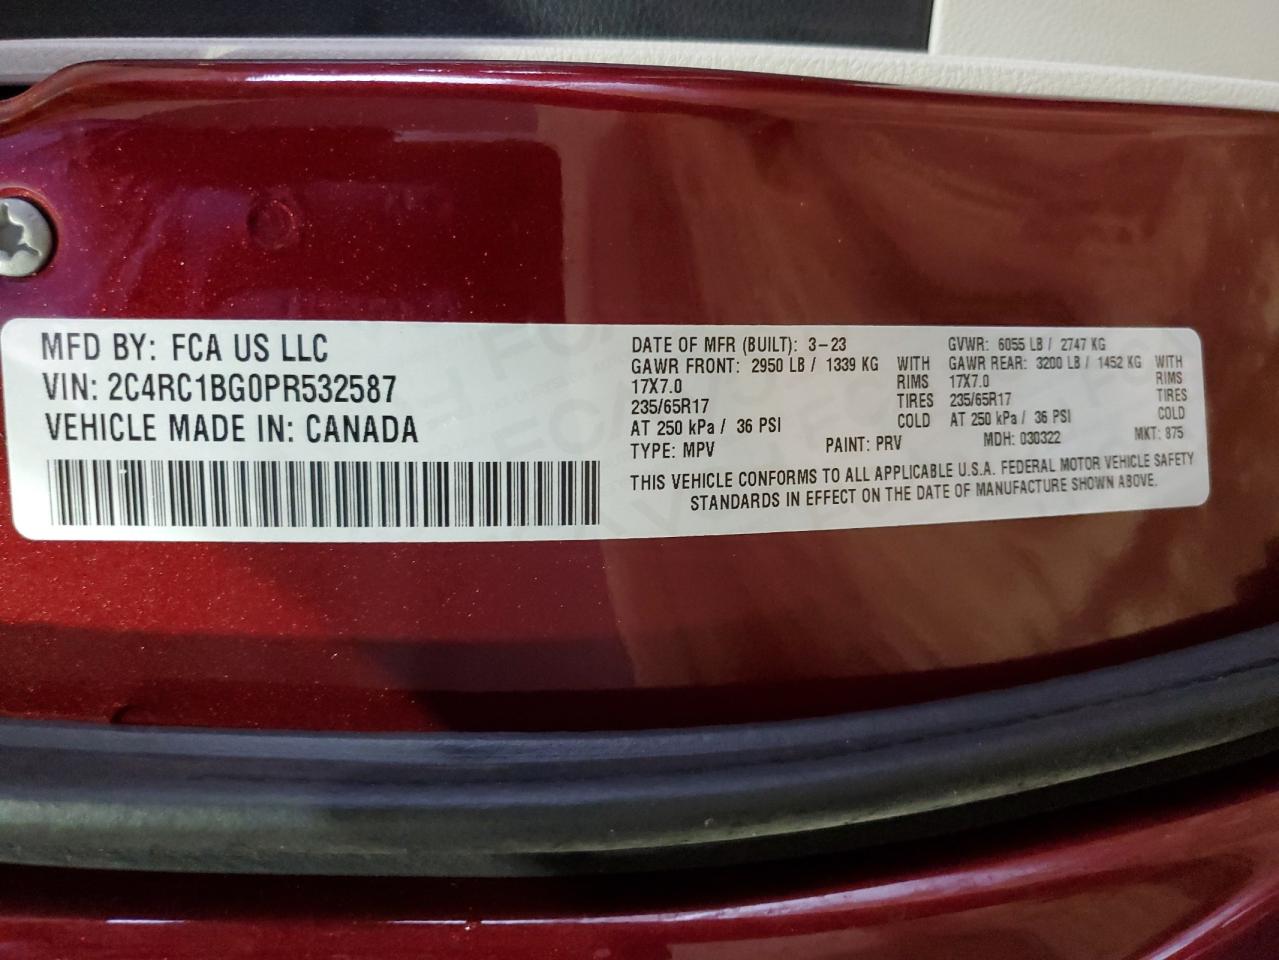 MFD BY: FCA US LLC
VIN: 2C4RC1BG0PR532587
VEHICLE MADE IN: CANADA
DATE OF MFR (BUILT): 3-23
GVWR: 6055 LB / 2747 KG
GAWR FRONT: 2950 LB / 1339 KG WITH
17X7.0 RIMS
235/65R17 TIRES
AT 250 kPa / 36 PSI COLD
GAWR REAR: 3200 LB / 1452 KG WITH
17X7.0 RIMS
235/65R17 TIRES
AT 250 kPa / 36 PSI COLD
TYPE: MPV PAINT: PRV MDH: 030322 MKT: 875
THIS VEHICLE CONFORMS TO ALL APPLICABLE U.S.A. FEDERAL MOTOR VEHICLE SAFETY
STANDARDS IN EFFECT ON THE DATE OF MANUFACTURE SHOWN ABOVE.